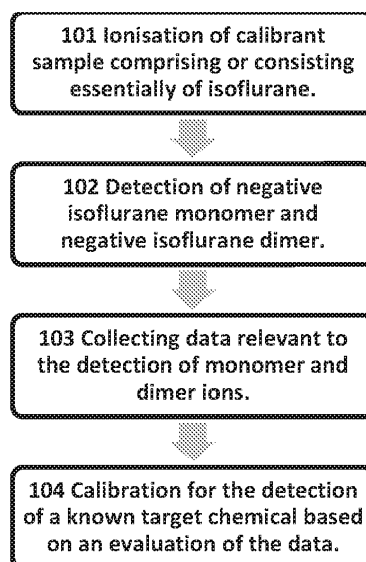 101 Ionisation of calibrant
sample comprising or consisting
essentially of isoflurane.
102 Detection of negative
isoflurane monomer and
negative isoflurane dimer.
103 Collecting data relevant to
the detection of monomer and
dimer ions.
104 Calibration for the detection
of a known target chemical based
on an evaluation of the data.